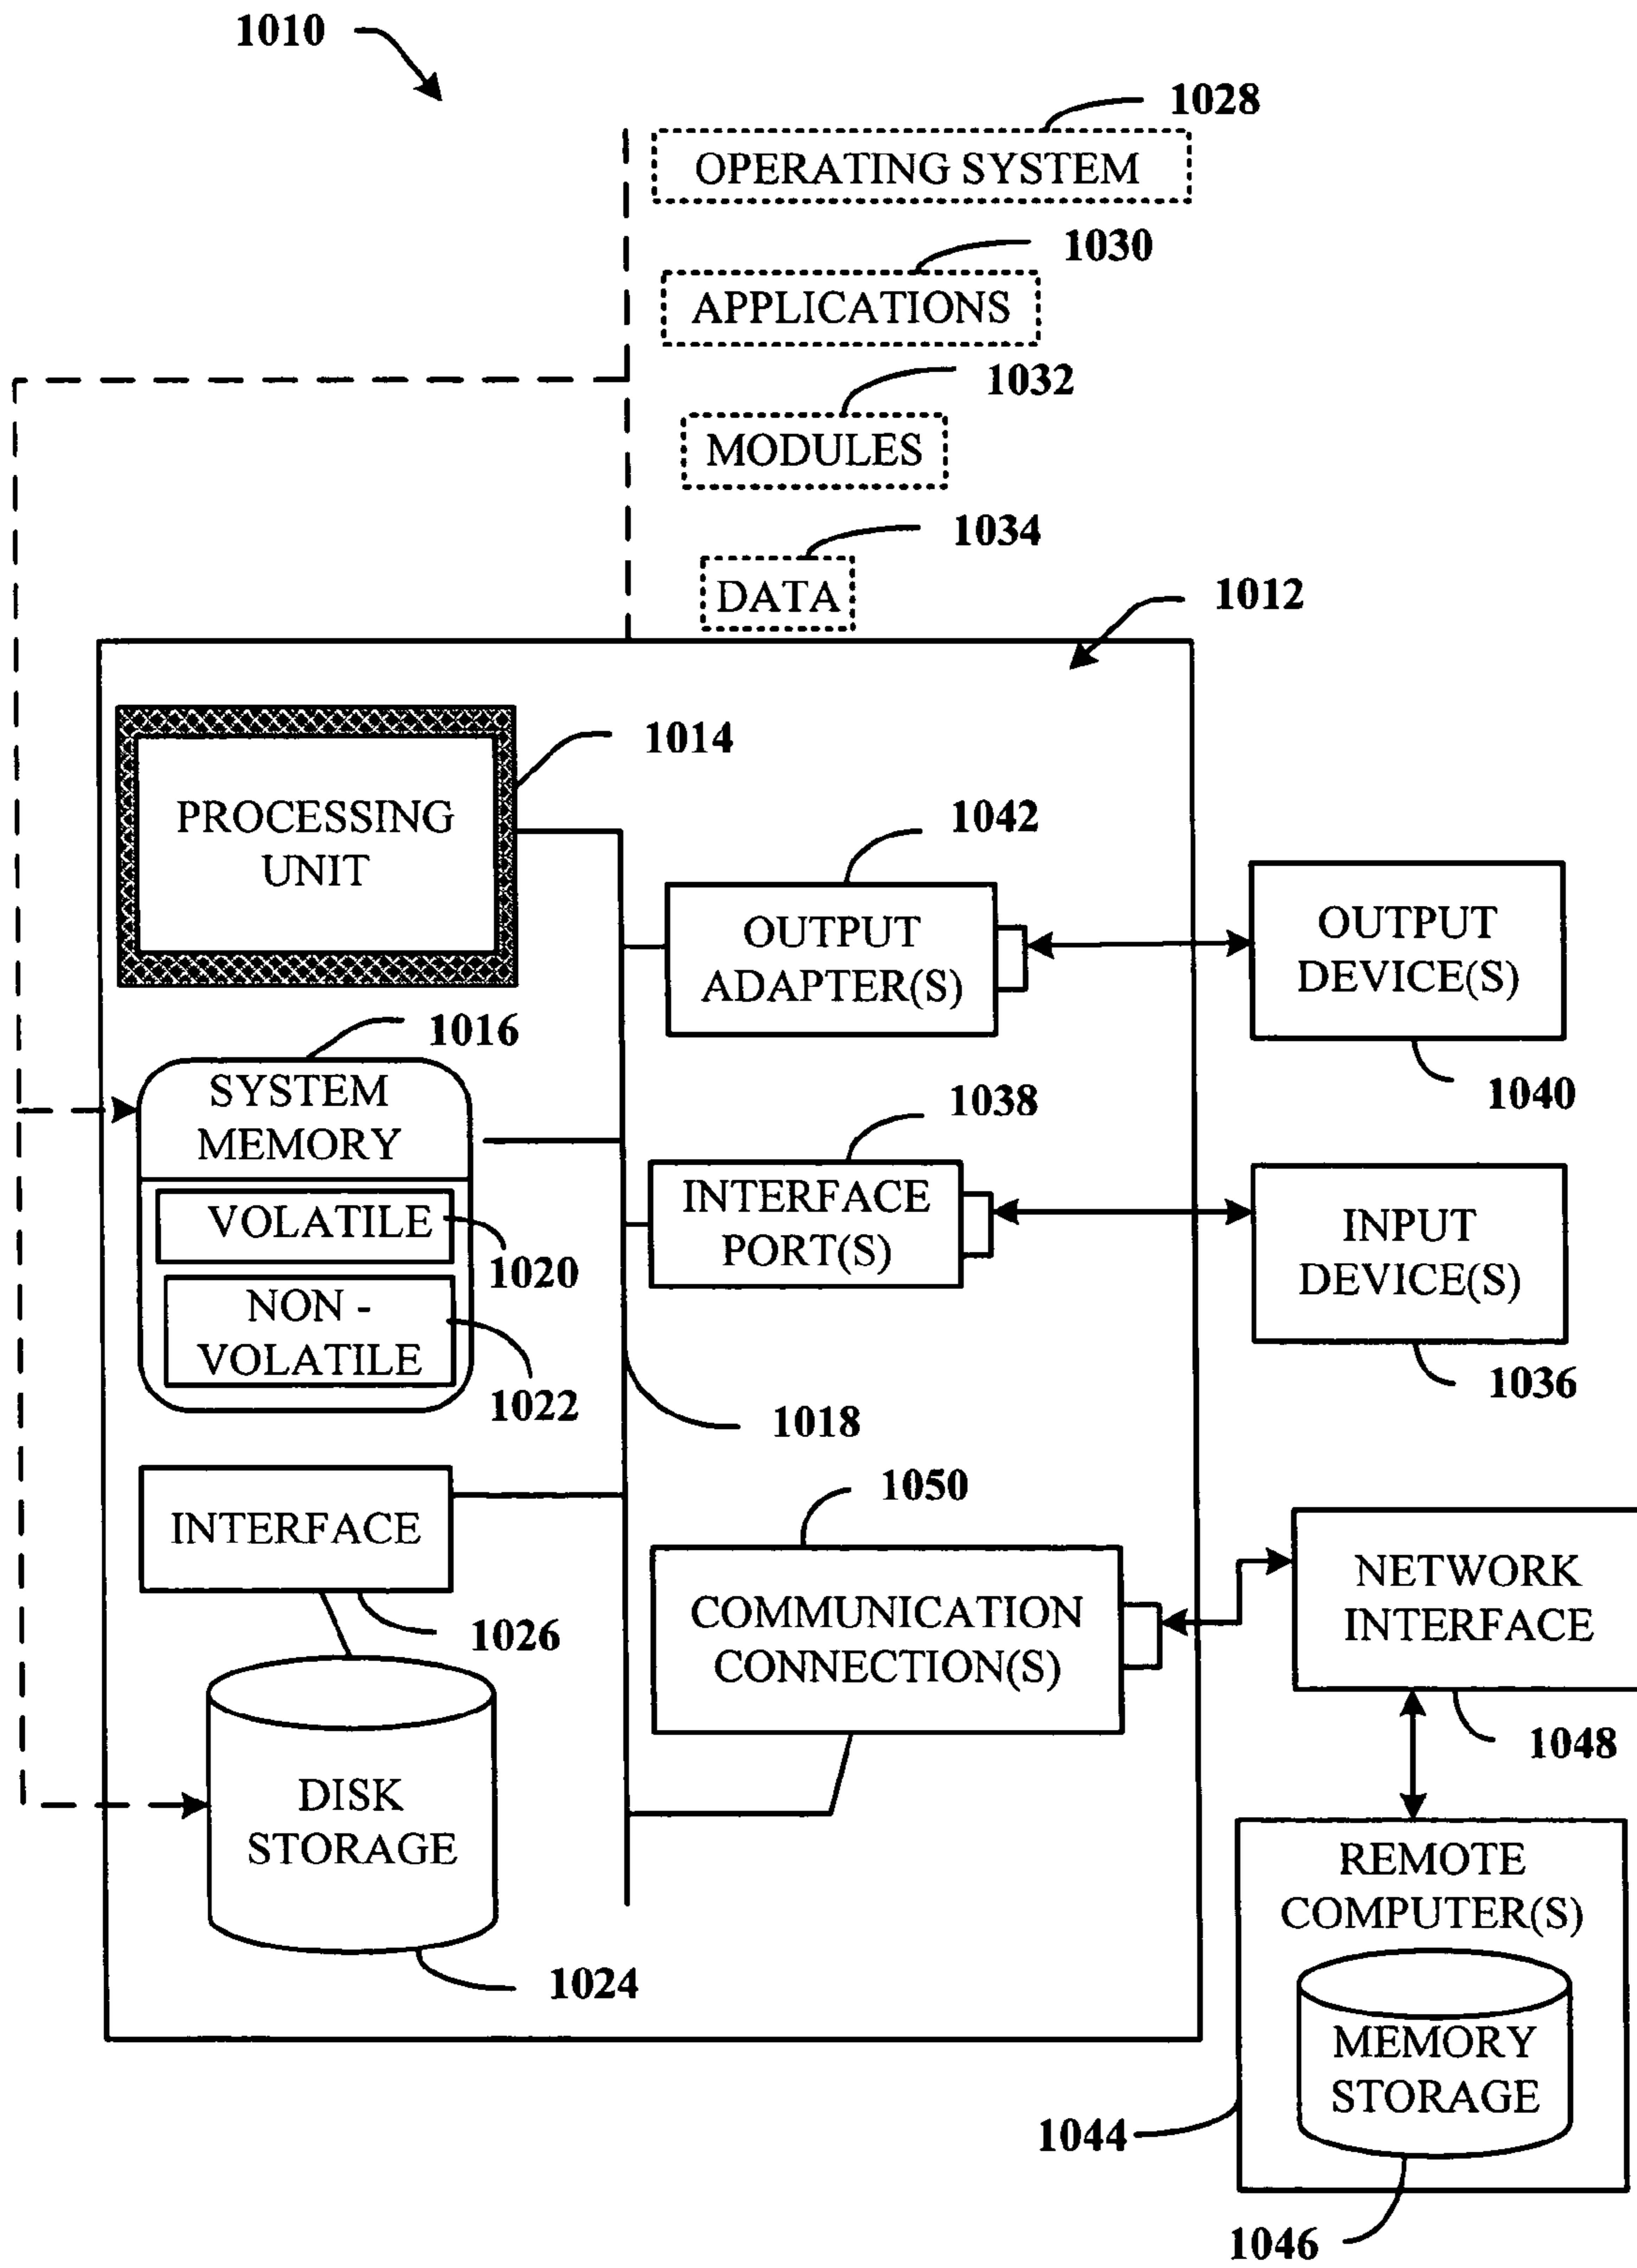 1010
1028
OPERATING SYSTEM
1030
APPLICATIONS
1032
MODULES
1034
DATA
1012
PROCESSING
UNIT
1014
1042
OUTPUT
ADAPTER(S)
OUTPUT
DEVICE(S)
1040
1016
SYSTEM
MEMORY
VOLATILE
1020
NON -
VOLATILE
1022
1038
INTERFACE
PORT(S)
INPUT
DEVICE(S)
1036
1018
INTERFACE
1026
1050
COMMUNICATION
CONNECTION(S)
NETWORK
INTERFACE
1048
DISK
STORAGE
1024
REMOTE
COMPUTER(S)
MEMORY
STORAGE
1044
1046